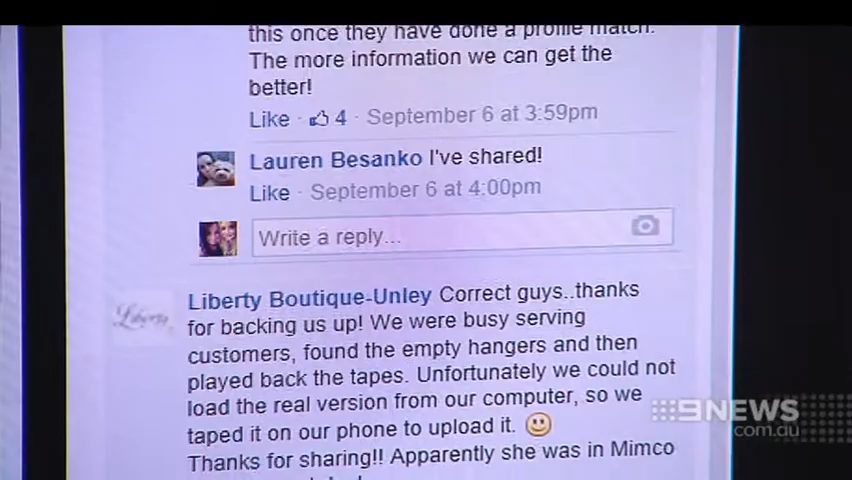 this once they have done a profile match.
The more information we can get the
better!
Like · 4 · September 6 at 3:59pm
Lauren Besanko I've shared!
Like · September 6 at 4:00pm
Write a reply...
Liberty
Liberty Boutique-Unley Correct guys..thanks
for backing us up! We were busy serving
customers, found the empty hangers and then
played back the tapes. Unfortunately we could not
load the real version from our computer, so we
taped it on our phone to upload it.
Thanks for sharing!! Apparently she was in Mimco
9NEWS
com.au